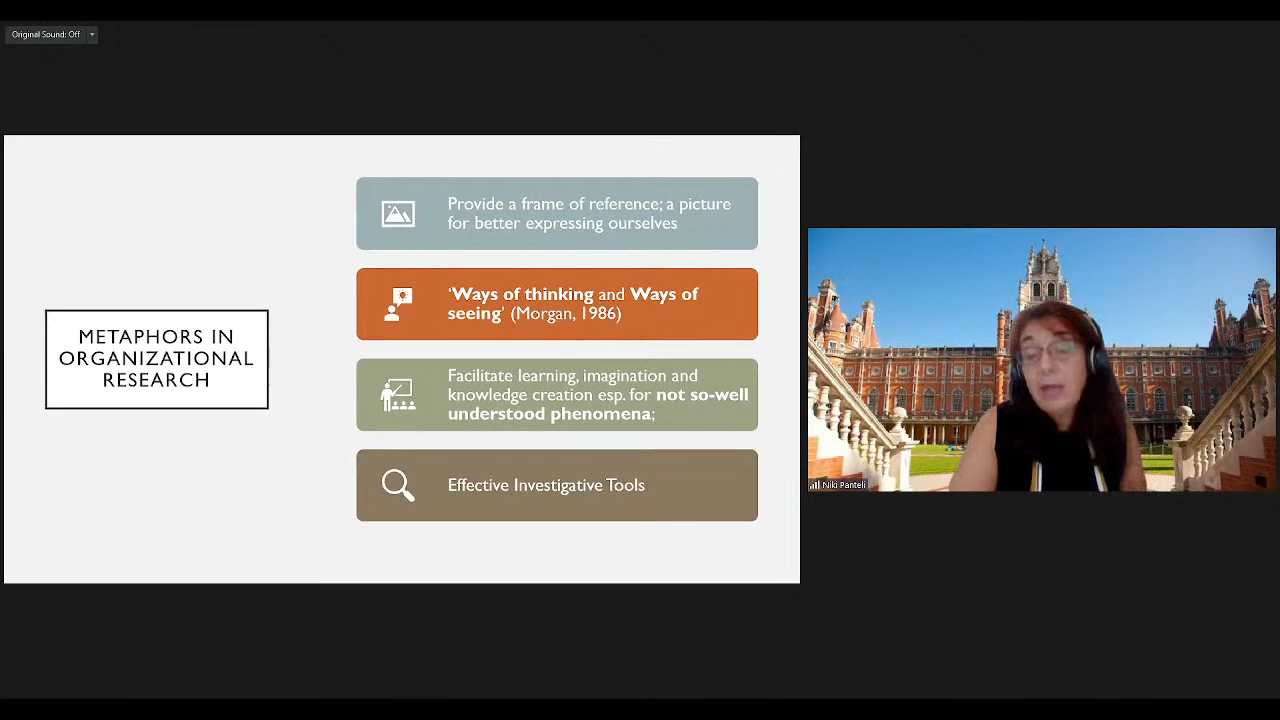 Original Sound: Off
METAPHORS IN
ORGANIZATIONAL
RESEARCH
Provide a frame of reference; a picture
for better expressing ourselves
‘Ways of thinking and Ways of
seeing’ (Morgan, 1986)
Facilitate learning, imagination and
knowledge creation esp. for not so-well
understood phenomena;
Effective Investigative Tools
Niki Panteli